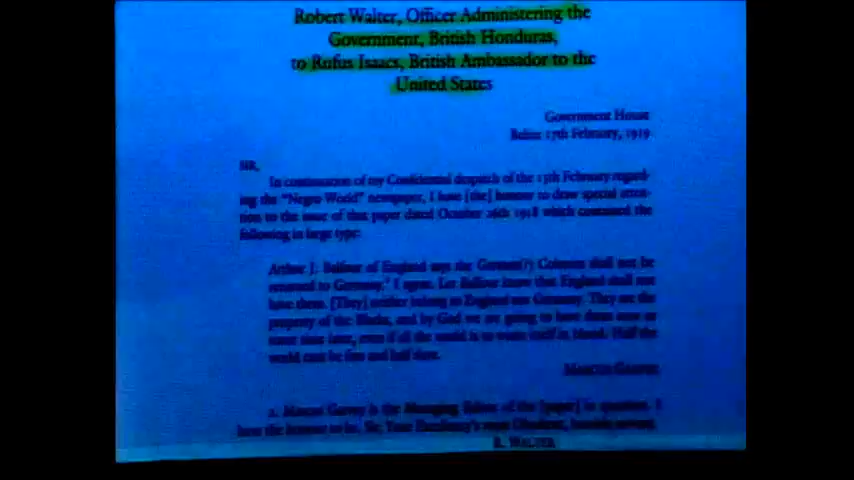 Robert Walter, Officer Administering the
Government, British Honduras,
to Rufus Isaacs, British Ambassador to the
United States
Government House
Belize 17th February, 1919
SIR,
In continuation of my Confidential despatch of the 15th February regard-
ing the "Negro World" newspaper, I have [the] honour to draw special atten-
tion to the issue of that paper dated October 26th 1918 which contained the
following in large type:
Arthur J. Balfour of England says the German(?) Colonies shall not be
returned to Germany." I agree. Let Balfour know that England shall not
have them. [They] neither belong to England nor Germany. They are the
property of the Blacks, and by God we are going to have them now or
some time later, even if all the world is to waste itself in blood. Half the
world cant be free and half slave.
MARCUS GARVEY
2. Marcus Garvey is the Managing Editor of the [paper] in question. I
have the honour to be, Sir, Your Excellency's most Obedient, humble servant,
R. WALTER